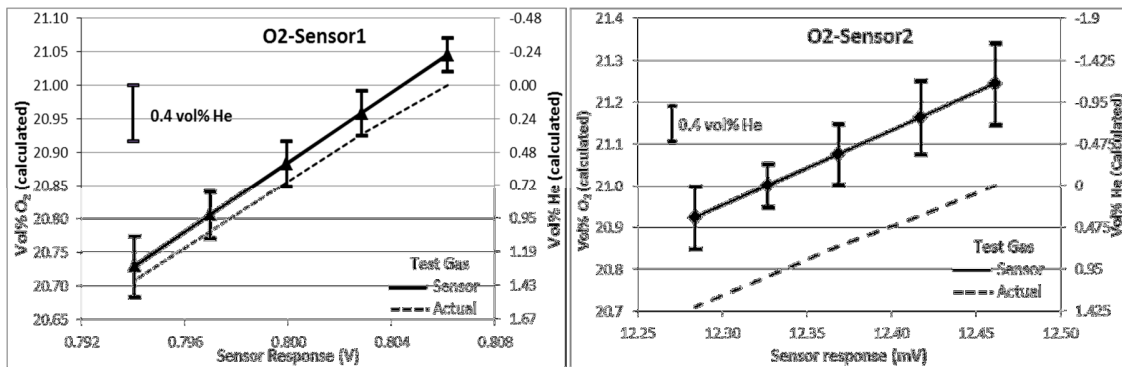 O2-Sensor1
Vol% O2 (calculated)
21.10
21.05
21.00
20.95
20.90
20.85
20.80
20.75
20.70
20.65
0.4 vol% He
Test Gas
Sensor
Actual
-0.48
-0.24
0.00
0.24
0.48
0.72
0.95
1.19
1.43
1.67
Vol% He (calculated)
0.792
0.796
0.800
0.804
0.808
Sensor Response (V)
O2-Sensor2
Vol% O2 (calculated)
21.4
21.3
21.2
21.1
21.0
20.9
20.8
20.7
0.4 vol% He
Test Gas
Sensor
Actual
-1.9
-1.425
-0.95
-0.475
0
0.475
0.95
1.425
Vol% He (Calculated)
12.25
12.30
12.35
12.40
12.45
12.50
Sensor response (mV)